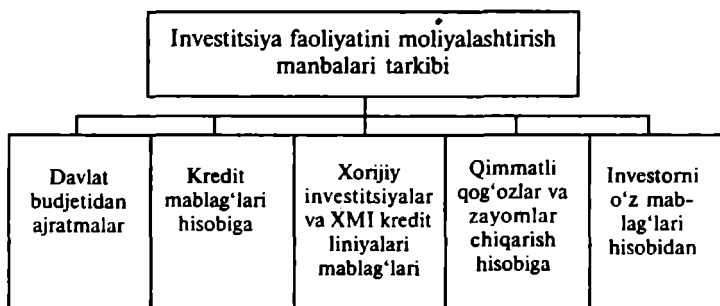 Investitsiya faoliyatini moliyalashtirish
manbalari tarkibi
Davlat
budjetidan
ajratmalar
Kredit
mablag‘lari
hisobiga
Xorijiy
investitsiyalar
va XMI kredit
liniyalari
mablag‘lari
Qimmatli
qog‘ozlar va
zayomlar
chiqarish
hisobiga
Investorni
o‘z mab-
lag‘lari
hisobidan